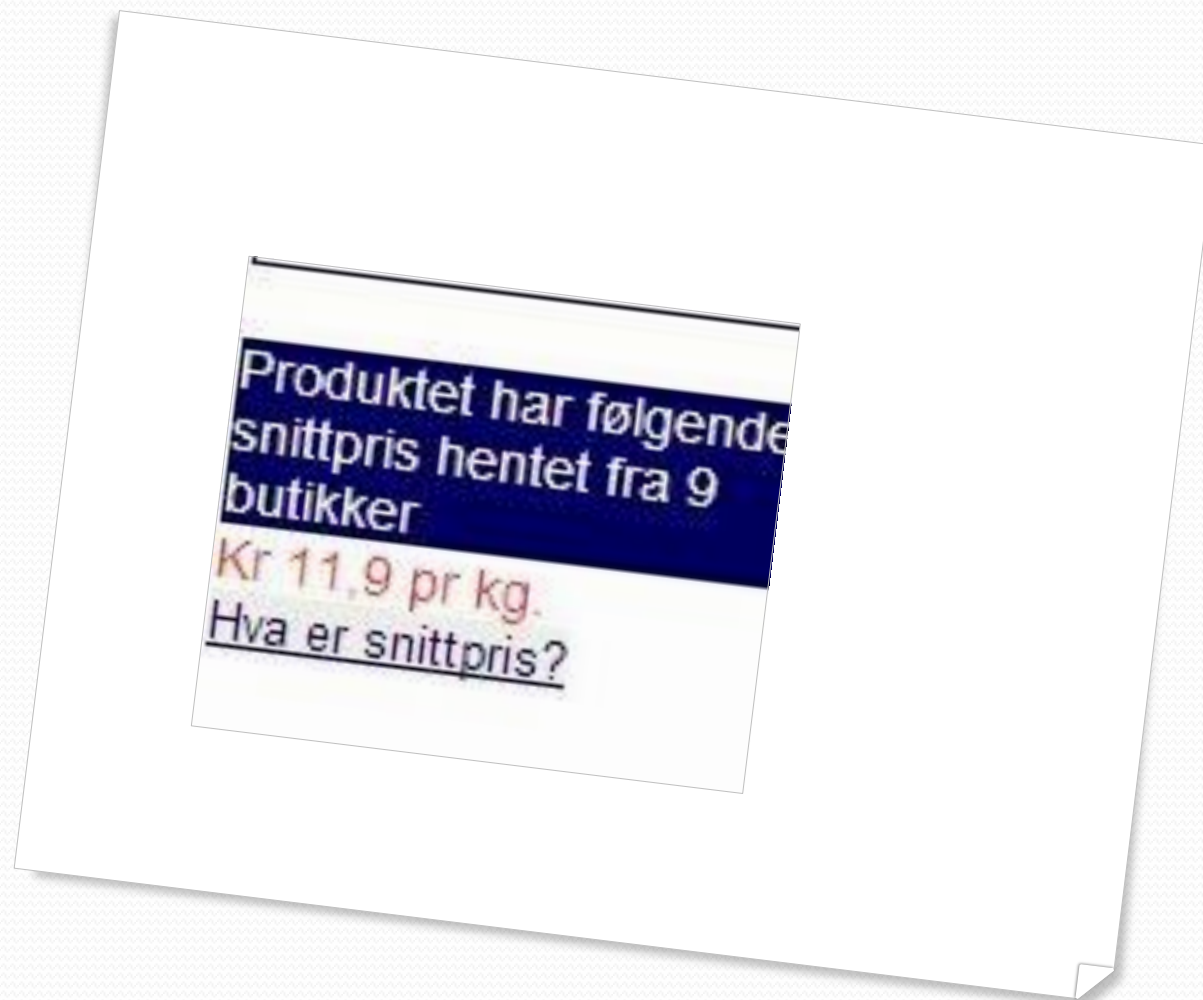 Produktet har følgende
snittpris hentet fra 9
butikker
Kr 11,9 pr kg.
Hva er snittpris?